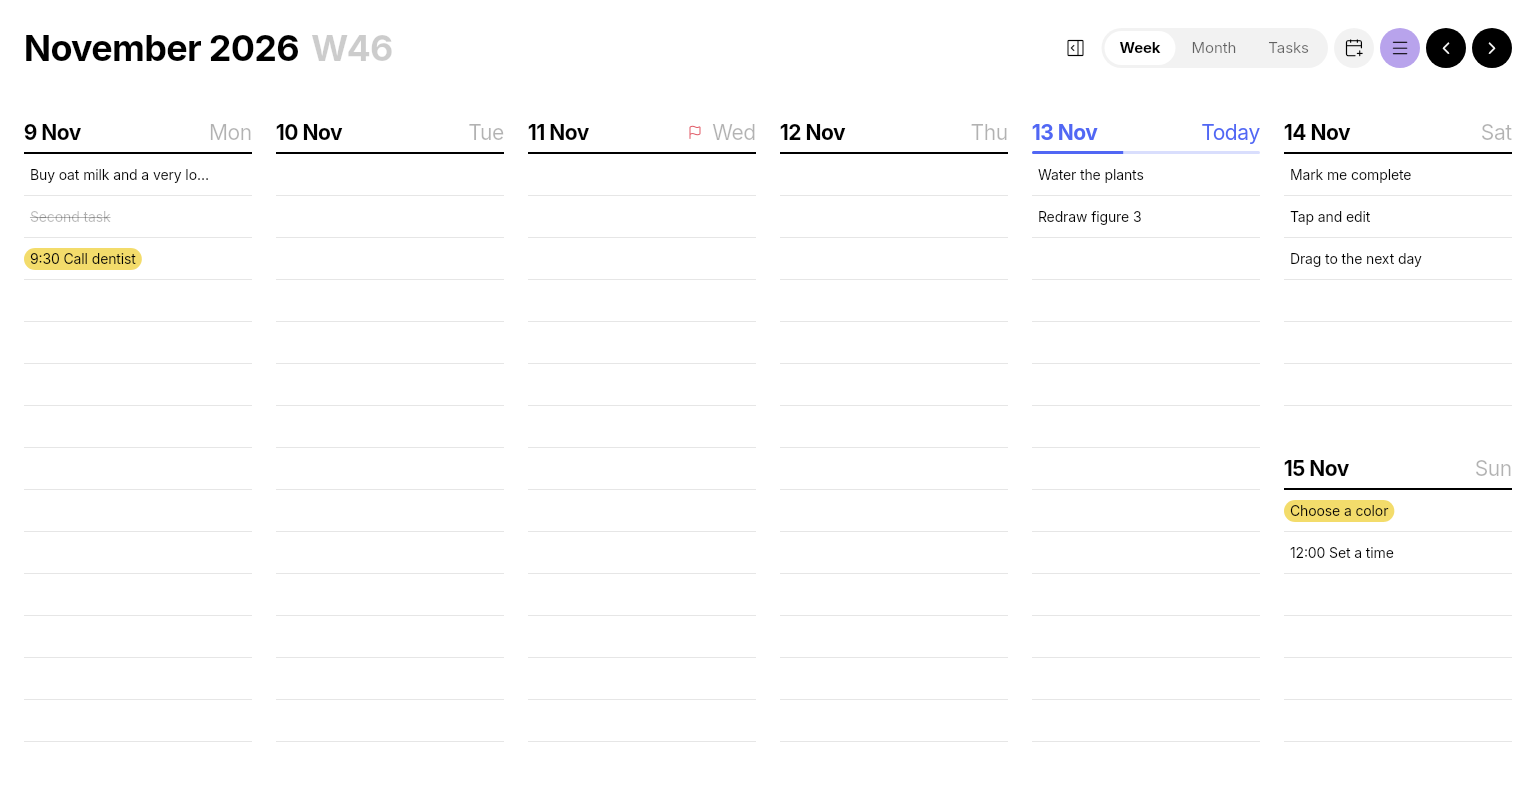 November 2026 W46
Week Month Tasks
9 Nov Mon
Buy oat milk and a very lo...
Second task
9:30 Call dentist
10 Nov Tue
11 Nov Wed
12 Nov Thu
13 Nov Today
Water the plants
Redraw figure 3
14 Nov Sat
Mark me complete
Tap and edit
Drag to the next day
15 Nov Sun
Choose a color
12:00 Set a time